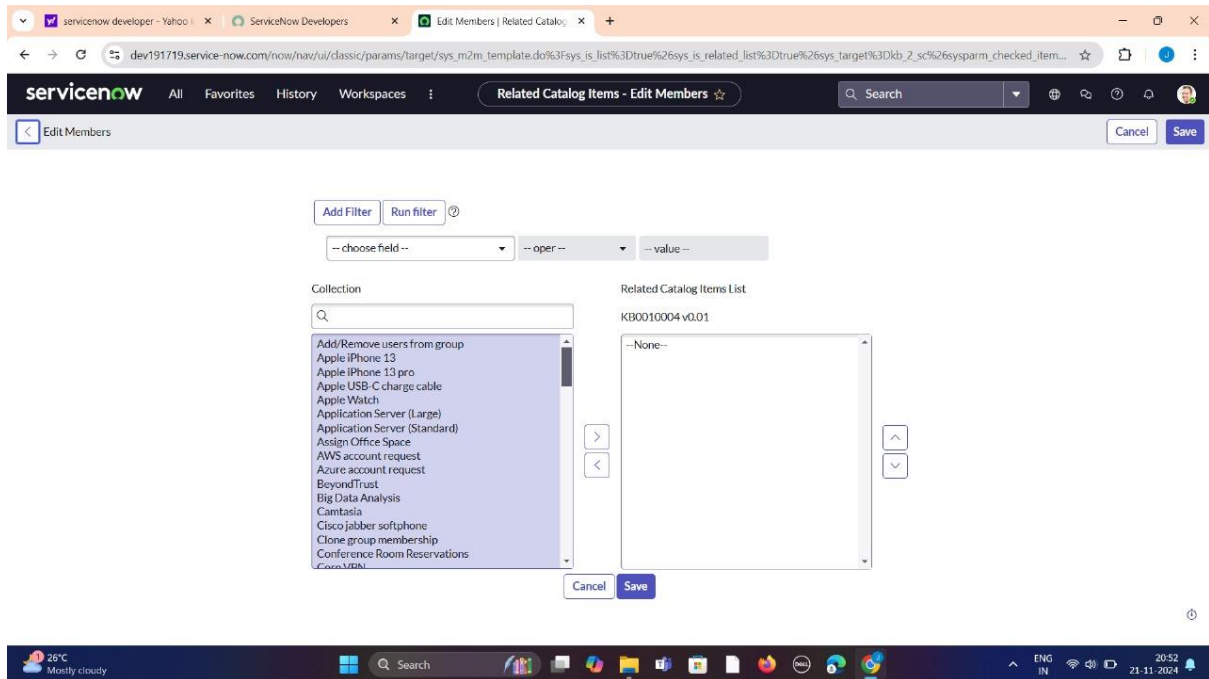 servicenow developer - Yahoo I
ServiceNow Developers
Edit Members | Related Catalog
dev191719.service-now.com/now/nav/ui/classic/params/target/sys_m2m_template.do%3Fsys_is_list%3Dtrue%26sys_is_related_list%3Dtrue%26sys_target%3Dkb_2_sc%26sysparm_checked_item...
J
servicenow
All
Favorites
History
Workspaces
Related Catalog Items - Edit Members
Search
Edit Members
Cancel
Save
Add Filter
Run filter
-- choose field --
-- oper --
-- value --
Collection
Related Catalog Items List
KB0010004 v0.01
Add/Remove users from group
Apple iPhone 13
Apple iPhone 13 pro
Apple USB-C charge cable
Apple Watch
Application Server (Large)
Application Server (Standard)
Assign Office Space
AWS account request
Azure account request
BeyondTrust
Big Data Analysis
Camtasia
Cisco jabber softphone
Clone group membership
Conference Room Reservations
Corp VPN
--None--
Cancel
Save
1
26°C
Mostly cloudy
Search
DELL
ENG
IN
20:52
21-11-2024